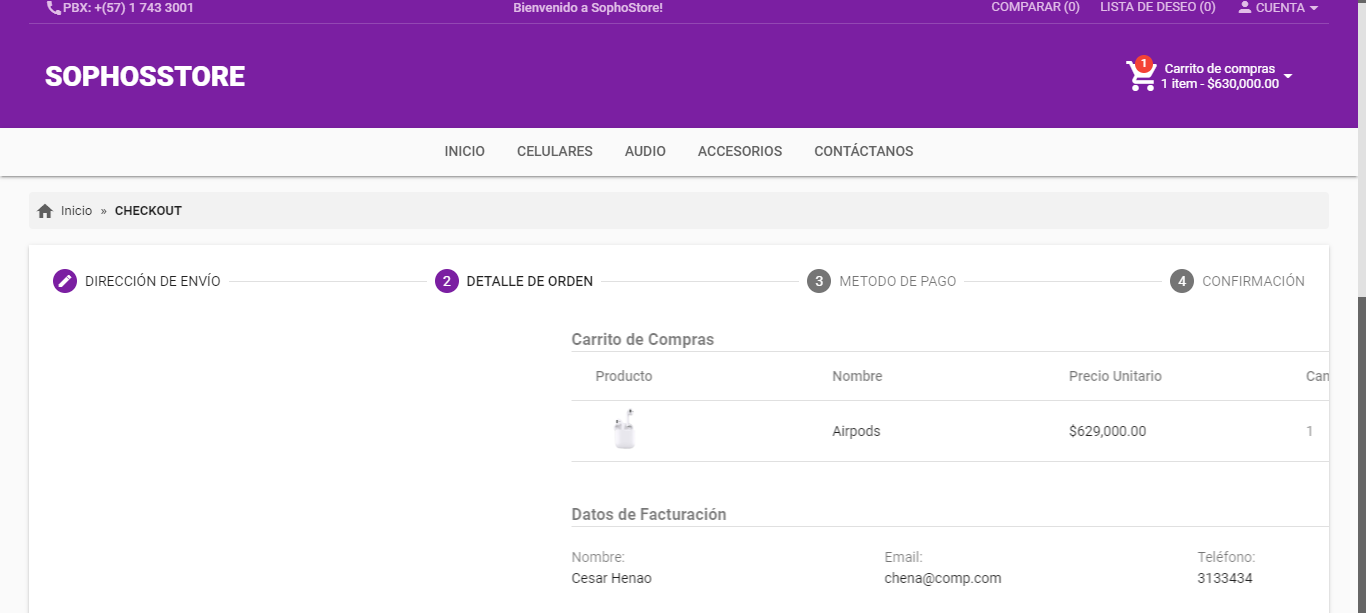 PBX: +(57) 1 743 3001
Bienvenido a SophoStore!
COMPARAR (0)
LISTA DE DESEO (0)
CUENTA
SOPHOSSTORE
1
Carrito de compras
1 item - $630,000.00
INICIO
CELULARES
AUDIO
ACCESORIOS
CONTÁCTANOS
Inicio » CHECKOUT
DIRECCIÓN DE ENVÍO
2 DETALLE DE ORDEN
3 METODO DE PAGO
4 CONFIRMACIÓN
Carrito de Compras
Producto Nombre Precio Unitario Can
Airpods $629,000.00 1
Datos de Facturación
Nombre: Email: Teléfono:
Cesar Henao chena@comp.com 3133434